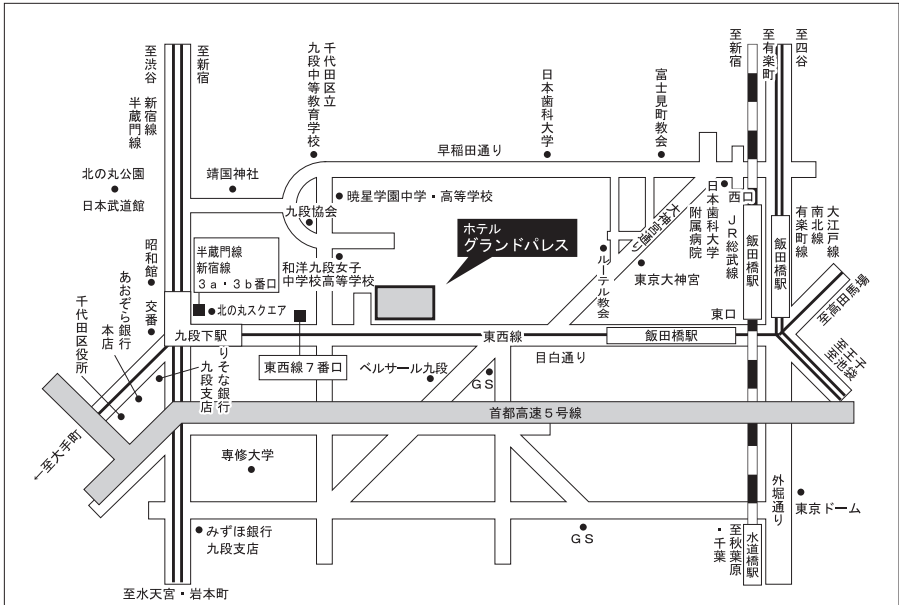 至渋谷
至新宿
半蔵門線
新宿線
千代田区立
九段中等教育学校
日本歯科大学
富士見町教会
至新宿
至有楽町
至四谷
早稲田通り
北の丸公園
日本武道館
靖国神社
暁星学園中学・高等学校
九段協会
ホテル
グランドパレス
大神宮通り
日本歯科大学
附属病院
西口
JR総武線
飯田橋駅
飯田橋駅
有楽町線
南北線
大江戸線
昭和館
半蔵門線
新宿線
3a・3b番口
和洋九段女子
中学校高等学校
ルーテル教会
東京大神宮
東口
至高田馬場
交番
あおぞら銀行
本店
千代田区役所
北の丸スクエア
九段下駅
東西線
飯田橋駅
りそな銀行
九段支店
東西線7番口
ベルサール九段
目白通り
至王子
至池袋
GS
首都高速5号線
←至大手町
専修大学
外堀通り
東京ドーム
みずほ銀行
九段支店
GS
至秋葉原
・千葉
水道橋駅
至水天宮・岩本町